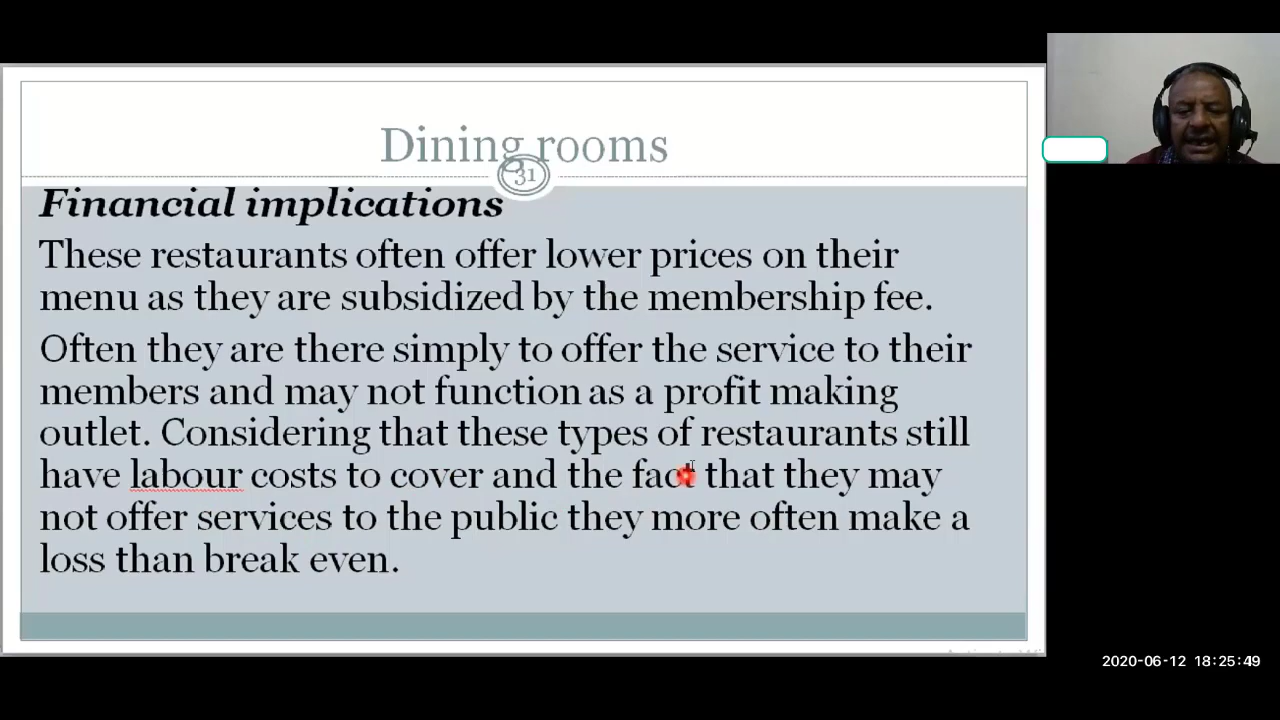 Dining rooms
31
Financial implications
These restaurants often offer lower prices on their
menu as they are subsidized by the membership fee.
Often they are there simply to offer the service to their
members and may not function as a profit making
outlet. Considering that these types of restaurants still
have labour costs to cover and the fact that they may
not offer services to the public they more often make a
loss than break even.
2020-06-12 18:25:49